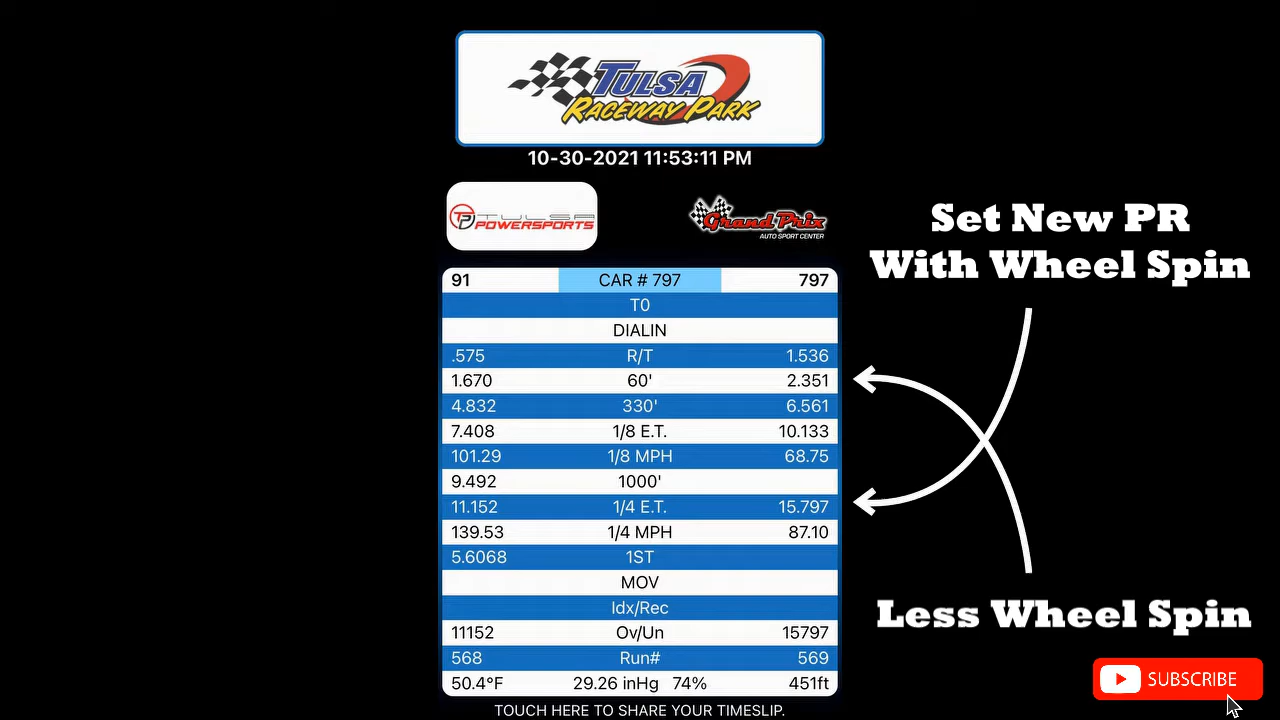 TULSA
RACEWAY PARK
10-30-2021 11:53:11 PM
TP TULSA
POWERSPORTS
Grand Prix
AUTO SPORT CENTER
Set New PR
With Wheel Spin
91 CAR # 797 797
T0
DIALIN
.575 R/T 1.536
1.670 60' 2.351
4.832 330' 6.561
7.408 1/8 E.T. 10.133
101.29 1/8 MPH 68.75
9.492 1000'
11.152 1/4 E.T. 15.797
139.53 1/4 MPH 87.10
5.6068 1ST
MOV
Idx/Rec
11152 Ov/Un 15797
568 Run# 569
50.4°F 29.26 inHg 74% 451ft
Less Wheel Spin
SUBSCRIBE
TOUCH HERE TO SHARE YOUR TIMESLIP.